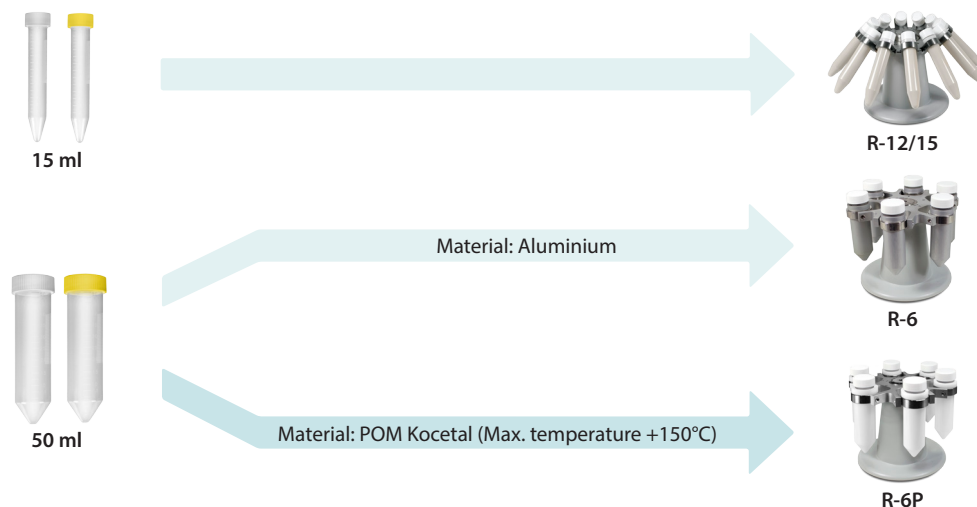 15 ml
R-12/15
Material: Aluminium
R-6
50 ml
Material: POM Kocetal (Max. temperature +150°C)
R-6P